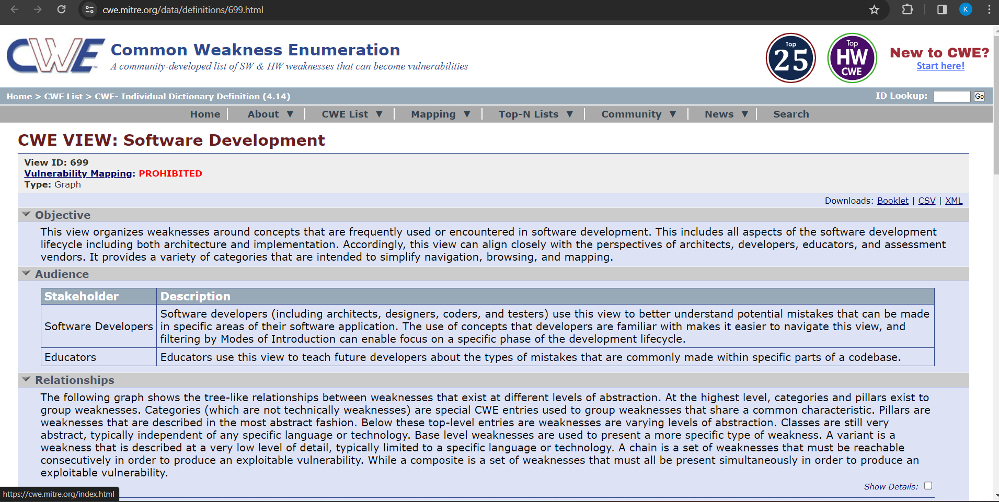 cwe.mitre.org/data/definitions/699.html
K
CWE
Common Weakness Enumeration
A community-developed list of SW & HW weaknesses that can become vulnerabilities
Top
25
Top
HW
CWE
New to CWE?
Start here!
Home > CWE List > CWE- Individual Dictionary Definition (4.14)
ID Lookup: Go
Home About ▼ CWE List ▼ Mapping ▼ Top-N Lists ▼ Community ▼ News ▼ Search
CWE VIEW: Software Development
View ID: 699
Vulnerability Mapping: PROHIBITED
Type: Graph
Downloads: Booklet | CSV | XML
Objective
This view organizes weaknesses around concepts that are frequently used or encountered in software development. This includes all aspects of the software development
lifecycle including both architecture and implementation. Accordingly, this view can align closely with the perspectives of architects, developers, educators, and assessment
vendors. It provides a variety of categories that are intended to simplify navigation, browsing, and mapping.
Audience
Stakeholder Description
Software Developers
Software developers (including architects, designers, coders, and testers) use this view to better understand potential mistakes that can be made
in specific areas of their software application. The use of concepts that developers are familiar with makes it easier to navigate this view, and
filtering by Modes of Introduction can enable focus on a specific phase of the development lifecycle.
Educators Educators use this view to teach future developers about the types of mistakes that are commonly made within specific parts of a codebase.
Relationships
The following graph shows the tree-like relationships between weaknesses that exist at different levels of abstraction. At the highest level, categories and pillars exist to
group weaknesses. Categories (which are not technically weaknesses) are special CWE entries used to group weaknesses that share a common characteristic. Pillars are
weaknesses that are described in the most abstract fashion. Below these top-level entries are weaknesses are varying levels of abstraction. Classes are still very
abstract, typically independent of any specific language or technology. Base level weaknesses are used to present a more specific type of weakness. A variant is a
weakness that is described at a very low level of detail, typically limited to a specific language or technology. A chain is a set of weaknesses that must be reachable
consecutively in order to produce an exploitable vulnerability. While a composite is a set of weaknesses that must all be present simultaneously in order to produce an
exploitable vulnerability.
Show Details:
https://cwe.mitre.org/index.html